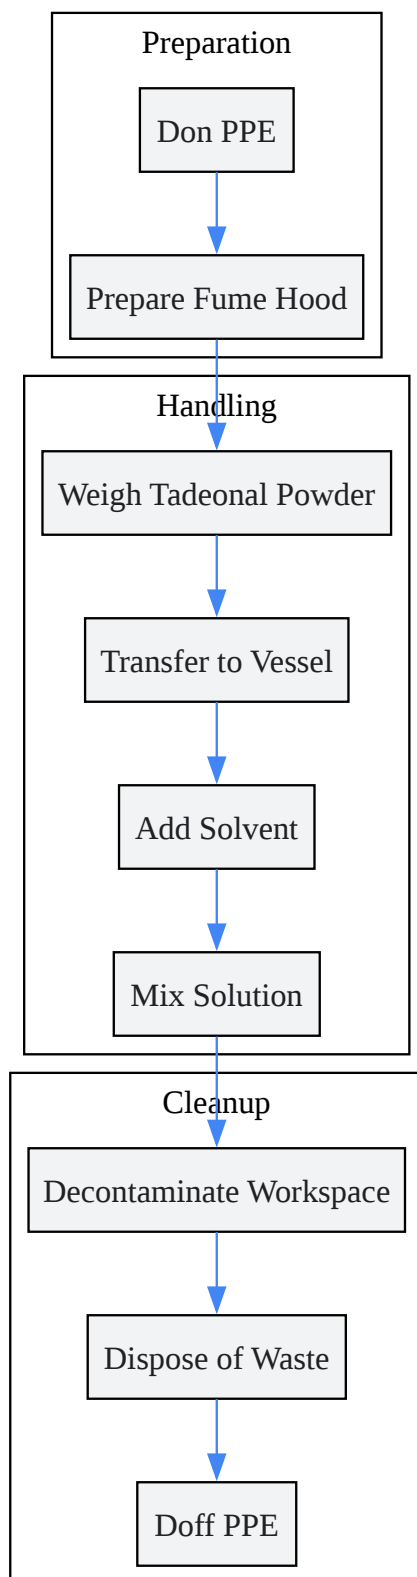 Preparation
Don PPE
Prepare Fume Hood
Handling
Weigh Tadeonal Powder
Transfer to Vessel
Add Solvent
Mix Solution
Cleanup
Decontaminate Workspace
Dispose of Waste
Doff PPE